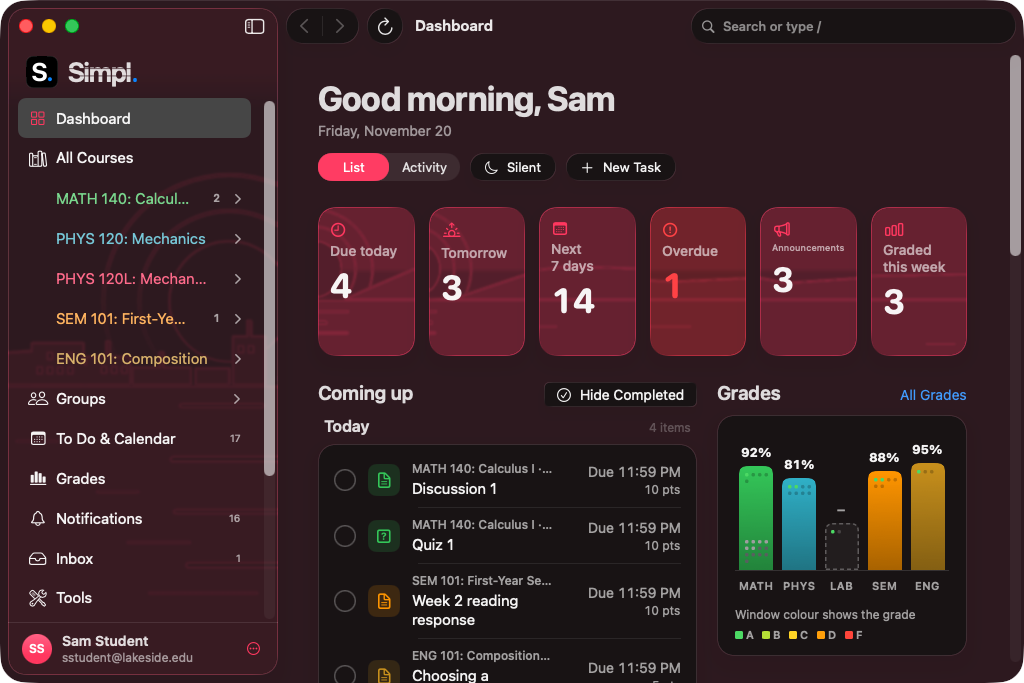 S.
Simpl.
Dashboard
All Courses
MATH 140: Calcul... 2
PHYS 120: Mechanics
PHYS 120L: Mechan...
SEM 101: First-Ye... 1
ENG 101: Composition
Groups
To Do & Calendar 17
Grades
Notifications 16
Inbox 1
Tools
SS
Sam Student
sstudent@lakeside.edu
Dashboard
Search or type /
Good morning, Sam
Friday, November 20
List
Activity
Silent
New Task
Due today
4
Tomorrow
3
Next
7 days
14
Overdue
1
Announcements
3
Graded
this week
3
Coming up
Hide Completed
Today
4 items
MATH 140: Calculus I ·...
Discussion 1
Due 11:59 PM
10 pts
MATH 140: Calculus I ·...
Quiz 1
Due 11:59 PM
10 pts
SEM 101: First-Year Se...
Week 2 reading
response
Due 11:59 PM
10 pts
ENG 101: Composition...
Choosing a
Due 11:59 PM
Grades
All Grades
92%
81%
–
88%
95%
MATH
PHYS
LAB
SEM
ENG
Window colour shows the grade
A B C D F